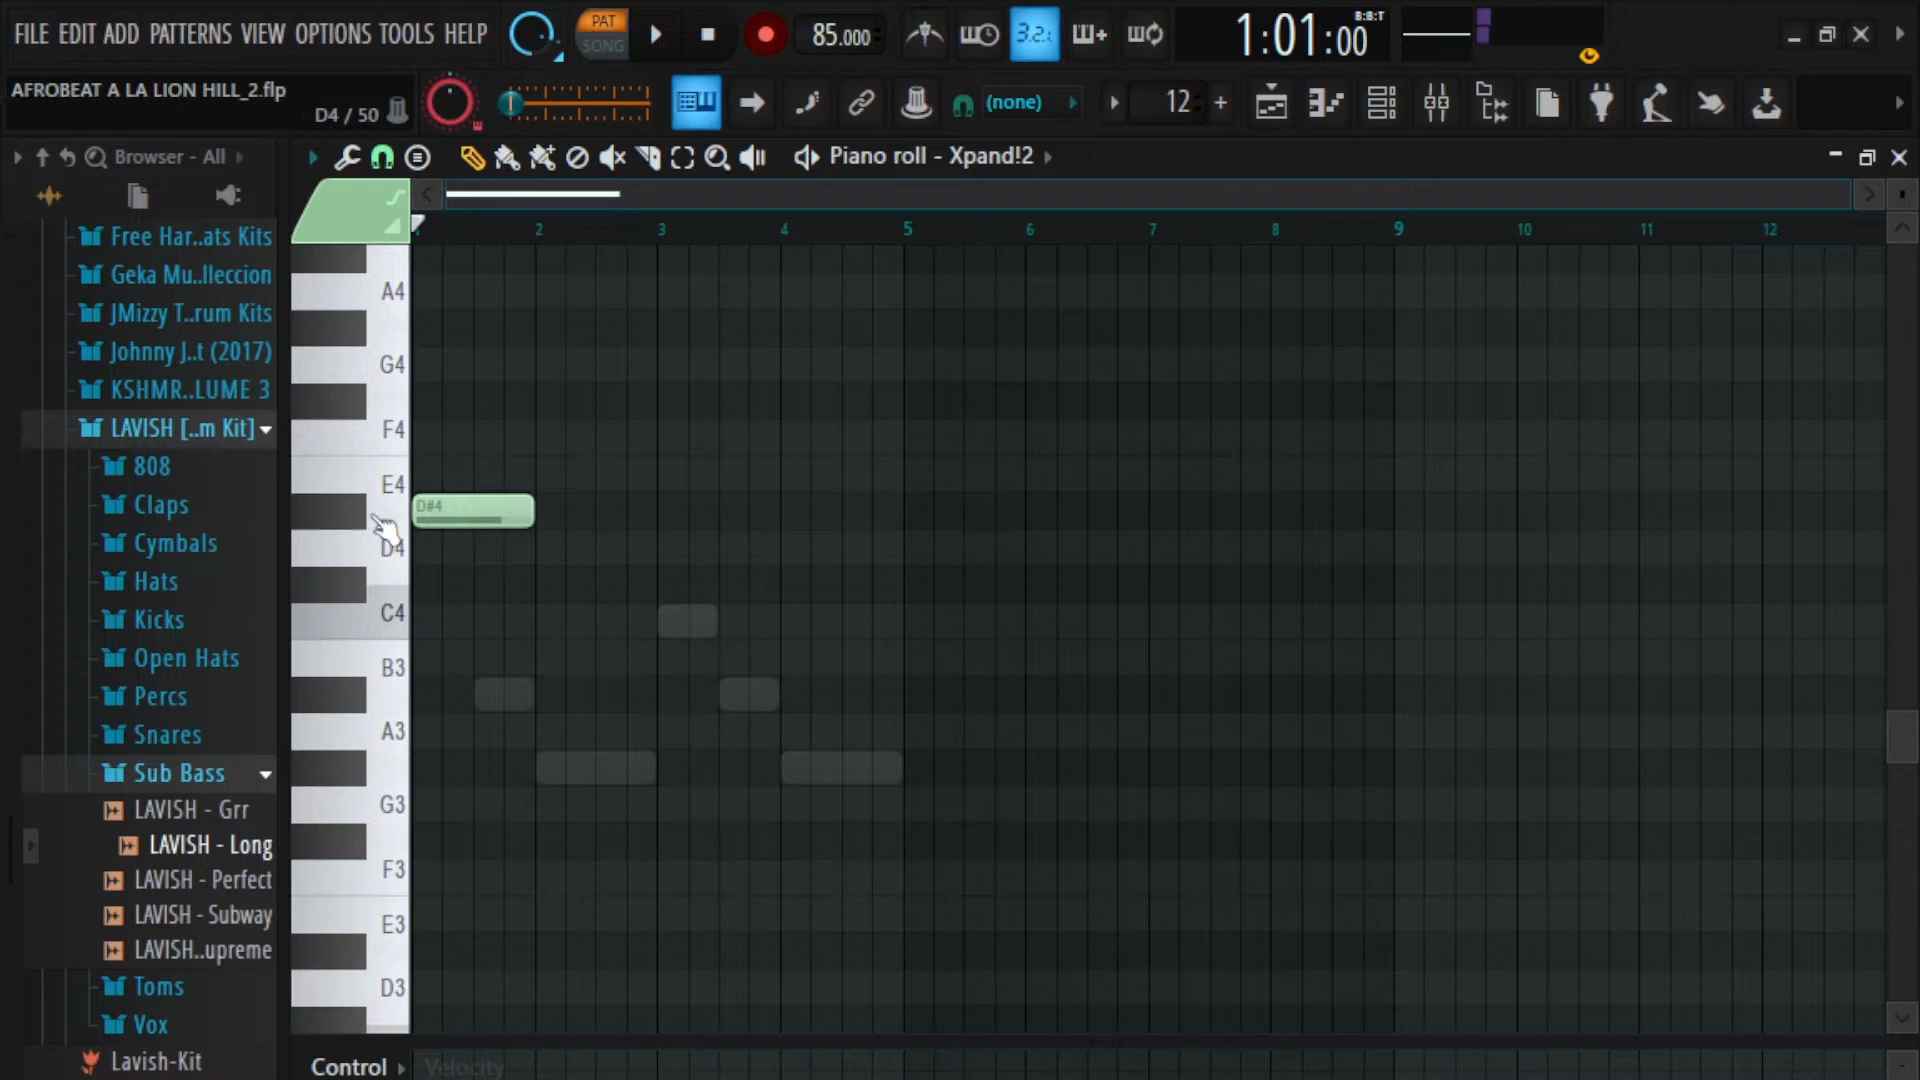 FILE EDIT ADD PATTERNS VIEW OPTIONS TOOLS HELP
PAT
SONG
85.000
3.2.
1:01:00
B:B:T
AFROBEAT A LA LION HILL_2.flp
D4 / 50
(none)
12
Browser - All
Piano roll - Xpand!2
Free Har..ats Kits
Geka Mu..lleccion
JMizzy T..rum Kits
Johnny J..t (2017)
KSHMR..LUME 3
LAVISH [..m Kit]
808
Claps
Cymbals
Hats
Kicks
Open Hats
Percs
Snares
Sub Bass
LAVISH - Grr
LAVISH - Long
LAVISH - Perfect
LAVISH - Subway
LAVISH..upreme
Toms
Vox
Lavish-Kit
2 3 4 5 6 7 8 9 10 11 12
A4
G4
F4
E4
D#4
D4
C4
B3
A3
G3
F3
E3
D3
Control
Velocity